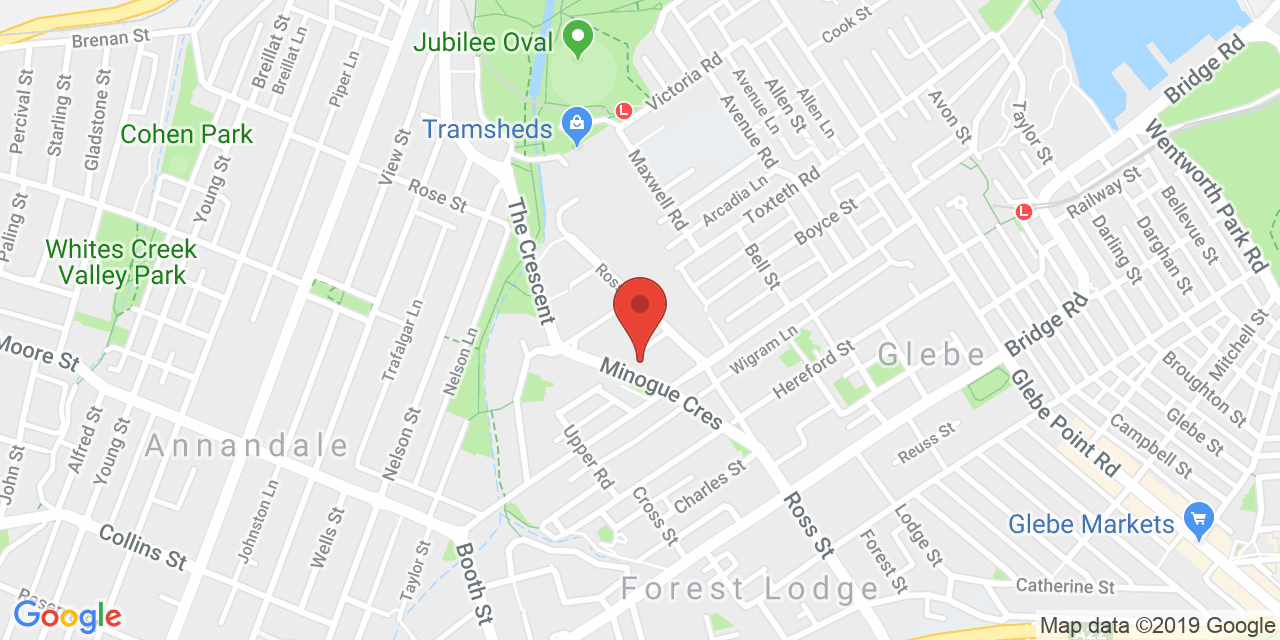 Brenan St
Breillat St
Breillat Ln
Piper Ln
Jubilee Oval
Victoria Rd
Cook St
Bridge Rd
Percival St
Starling St
Gladstone St
Cohen Park
View St
Tramsheds
Avenue Ln
Allen St
Allen Ln
Avenue Rd
Avon St
Taylor St
Wentworth Park Rd
Young St
Rose St
Maxwell Rd
Arcadia Ln
Toxteth Rd
Boyce St
Railway St
Bellevue St
Darghan St
Darling St
Paling St
Whites Creek
Valley Park
The Crescent
Bell St
Trafalgar Ln
Nelson Ln
Moore St
Minogue Cres
Wigram Ln
Hereford St
Glebe
Bridge Rd
Mitchell St
Broughton St
Glebe St
Campbell St
Glebe Point Rd
Alfred St
Young St
Annandale
Nelson St
Upper Rd
Cross St
Charles St
Reuss St
John St
Johnston Ln
Collins St
Wells St
Taylor St
Booth St
Ross St
Lodge St
Forest St
Glebe Markets
Catherine St
Forest Lodge
Google
Map data ©2019 Google